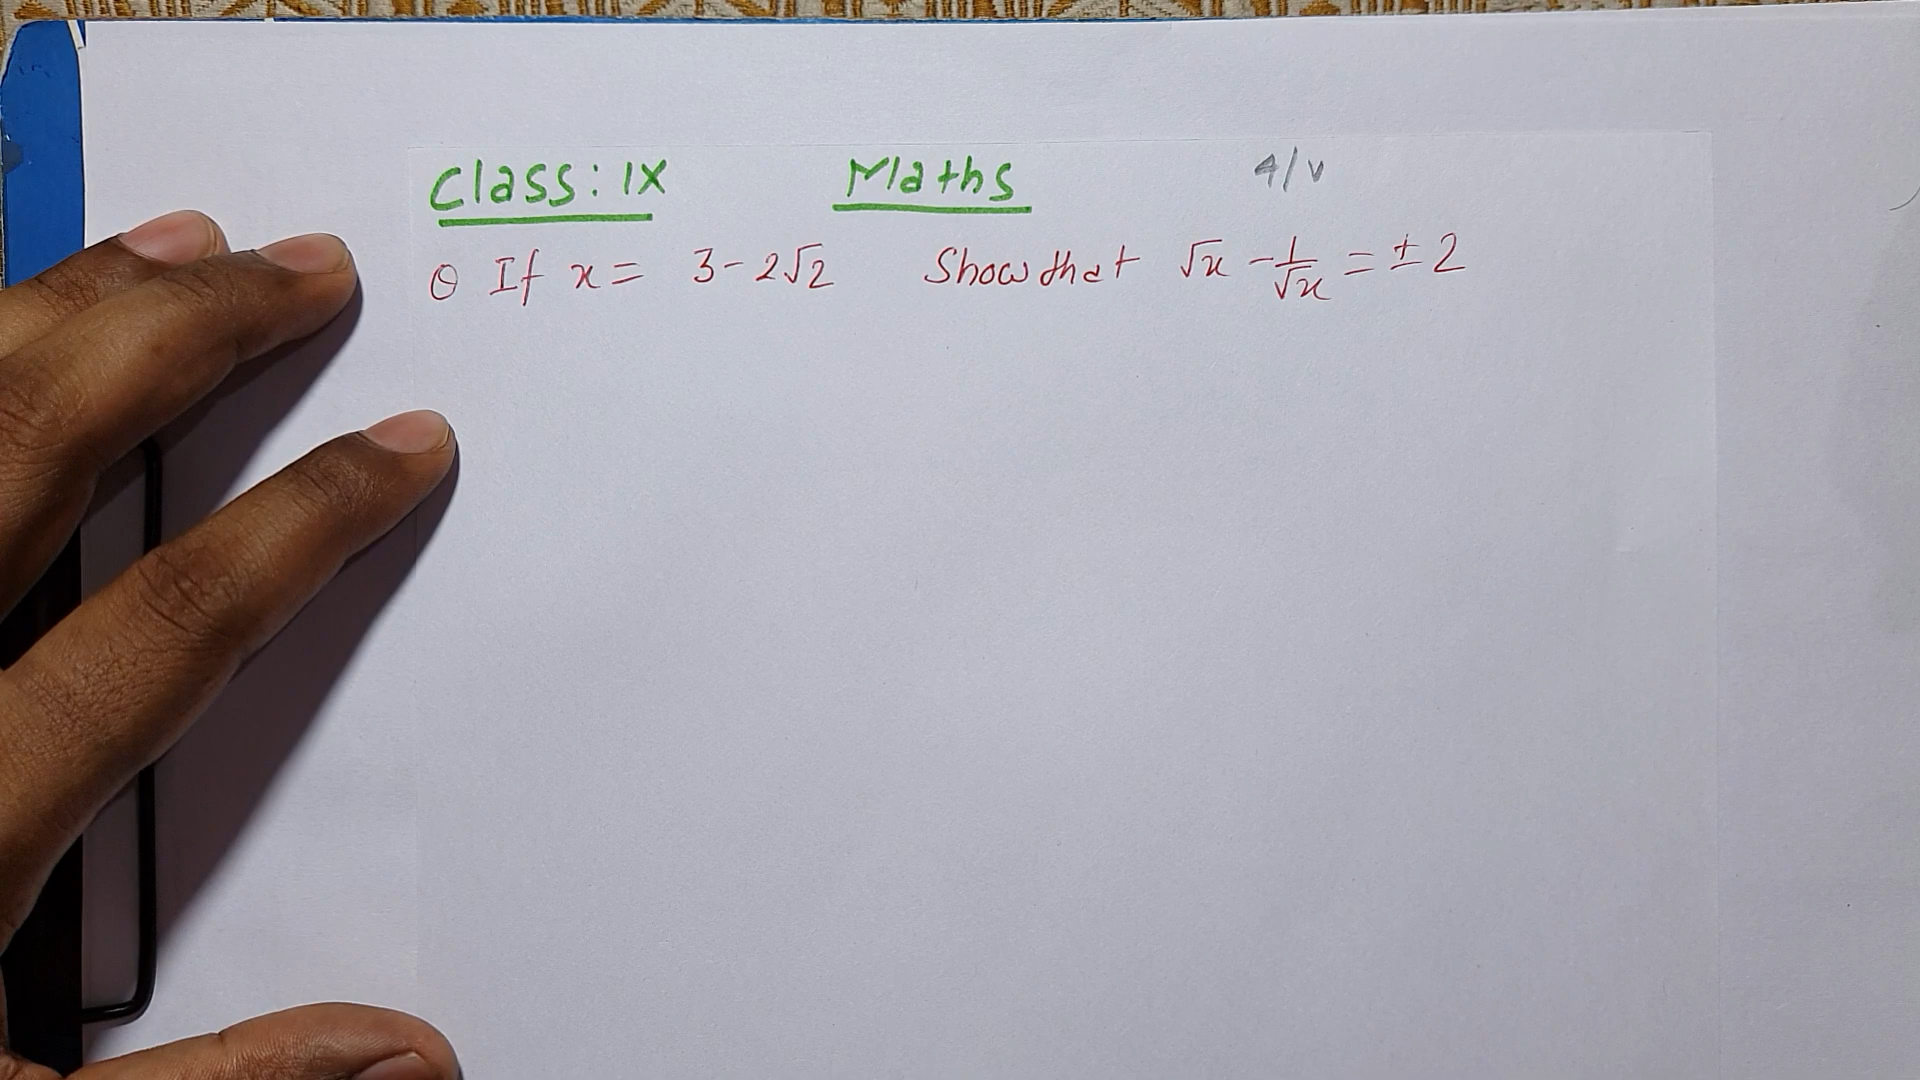 Class: IX Maths 4/v
Q If x = 3-2√2 Show that √x - 1/√x = ± 2